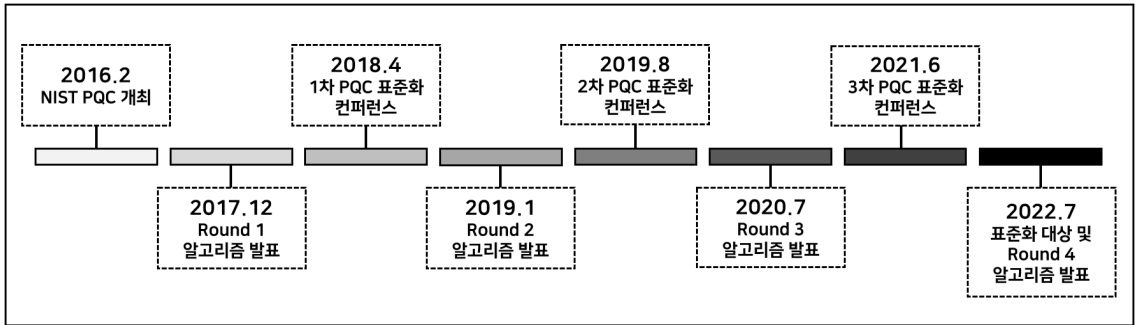 2016.2
NIST PQC 개최
2017.12
Round 1
알고리즘 발표
2018.4
1차 PQC 표준화
컨퍼런스
2019.1
Round 2
알고리즘 발표
2019.8
2차 PQC 표준화
컨퍼런스
2020.7
Round 3
알고리즘 발표
2021.6
3차 PQC 표준화
컨퍼런스
2022.7
표준화 대상 및
Round 4
알고리즘 발표